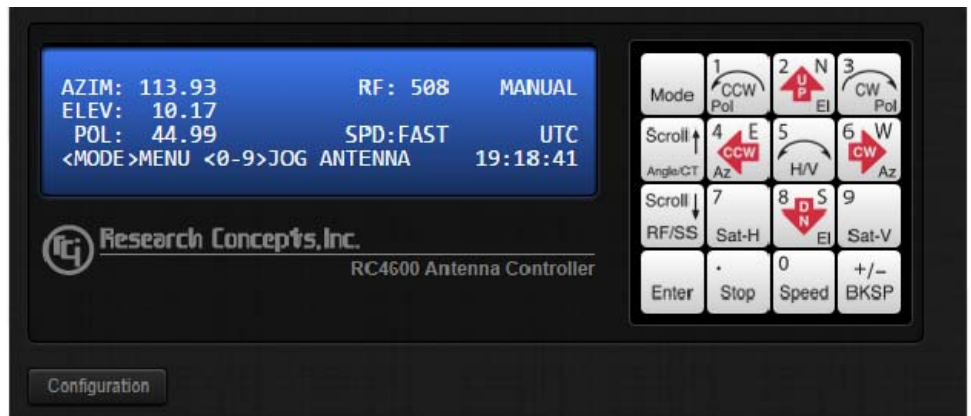 AZIM: 113.93 RF: 508 MANUAL
ELEV: 10.17
POL: 44.99 SPD:FAST UTC
<MODE>MENU <0-9>JOG ANTENNA 19:18:41
rci Research Concepts, Inc.
RC4600 Antenna Controller
Mode
1 CCW Pol
2 N UP El
3 CW Pol
Scroll Angle/CT
4 E CCW Az
5 H/V
6 W CW Az
Scroll RF/SS
7 Sat-H
8 S DN El
9 Sat-V
Enter
. Stop
0 Speed
+/- BKSP
Configuration